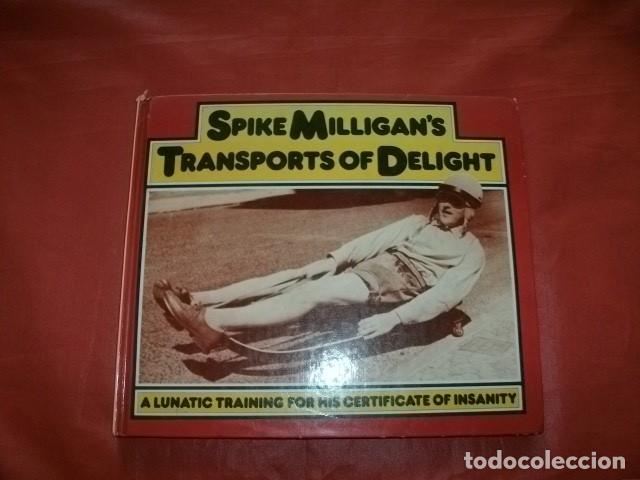 SPIKE MILLIGAN'S
TRANSPORTS OF DELIGHT
A LUNATIC TRAINING FOR HIS CERTIFICATE OF INSANITY
todocoleccion